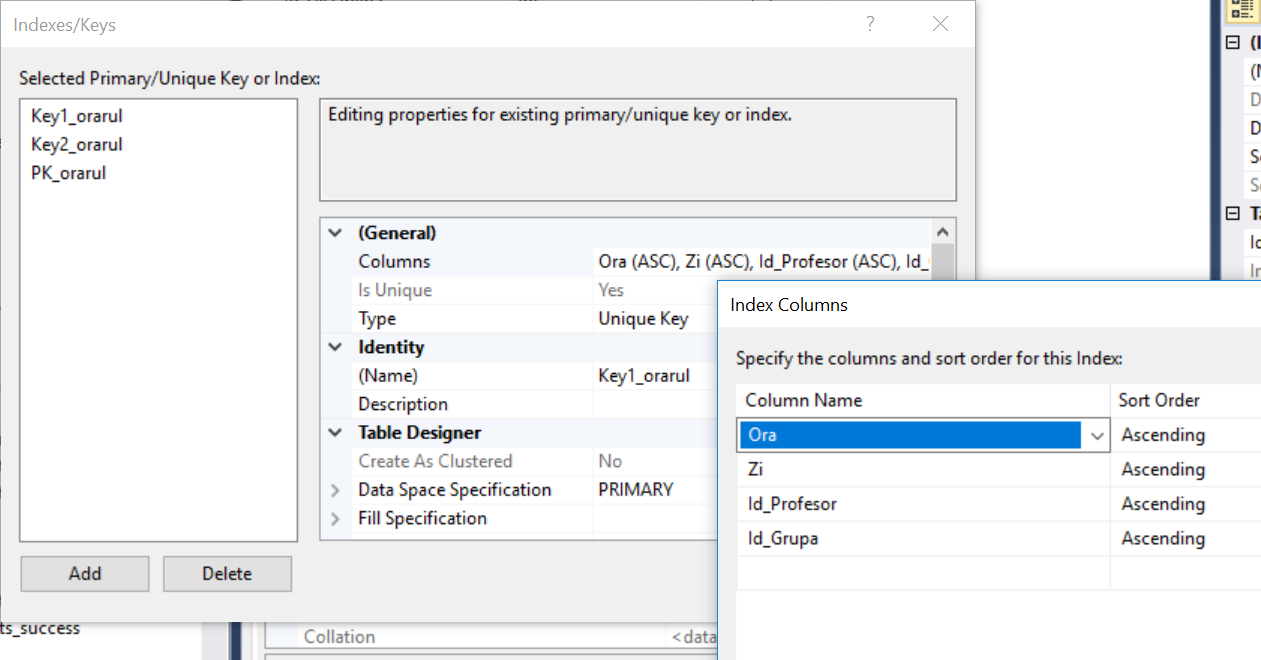 Indexes/Keys
?
Selected Primary/Unique Key or Index:
Key1_orarul
Key2_orarul
PK_orarul
Editing properties for existing primary/unique key or index.
(General)
Columns Ora (ASC), Zi (ASC), Id_Profesor (ASC), Id_
Is Unique Yes
Type Unique Key
Identity
(Name) Key1_orarul
Description
Table Designer
Create As Clustered No
Data Space Specification PRIMARY
Fill Specification
Add Delete
Index Columns
Specify the columns and sort order for this Index:
Column Name Sort Order
Ora Ascending
Zi Ascending
Id_Profesor Ascending
Id_Grupa Ascending
ts_success
Collation <data